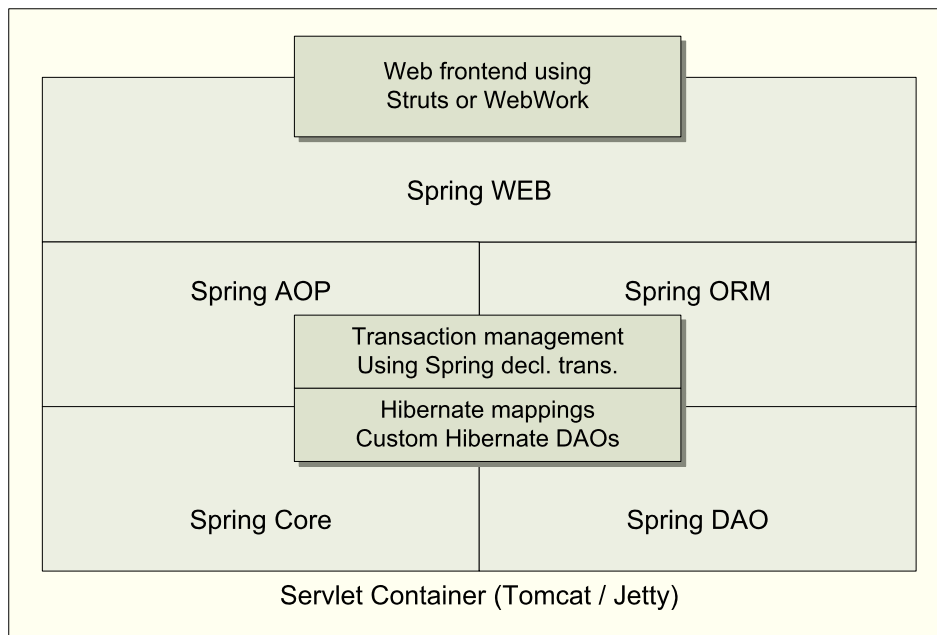 Web frontend using
Struts or WebWork
Spring WEB
Spring AOP
Spring ORM
Transaction management
Using Spring decl. trans.
Hibernate mappings
Custom Hibernate DAOs
Spring Core
Spring DAO
Servlet Container (Tomcat / Jetty)